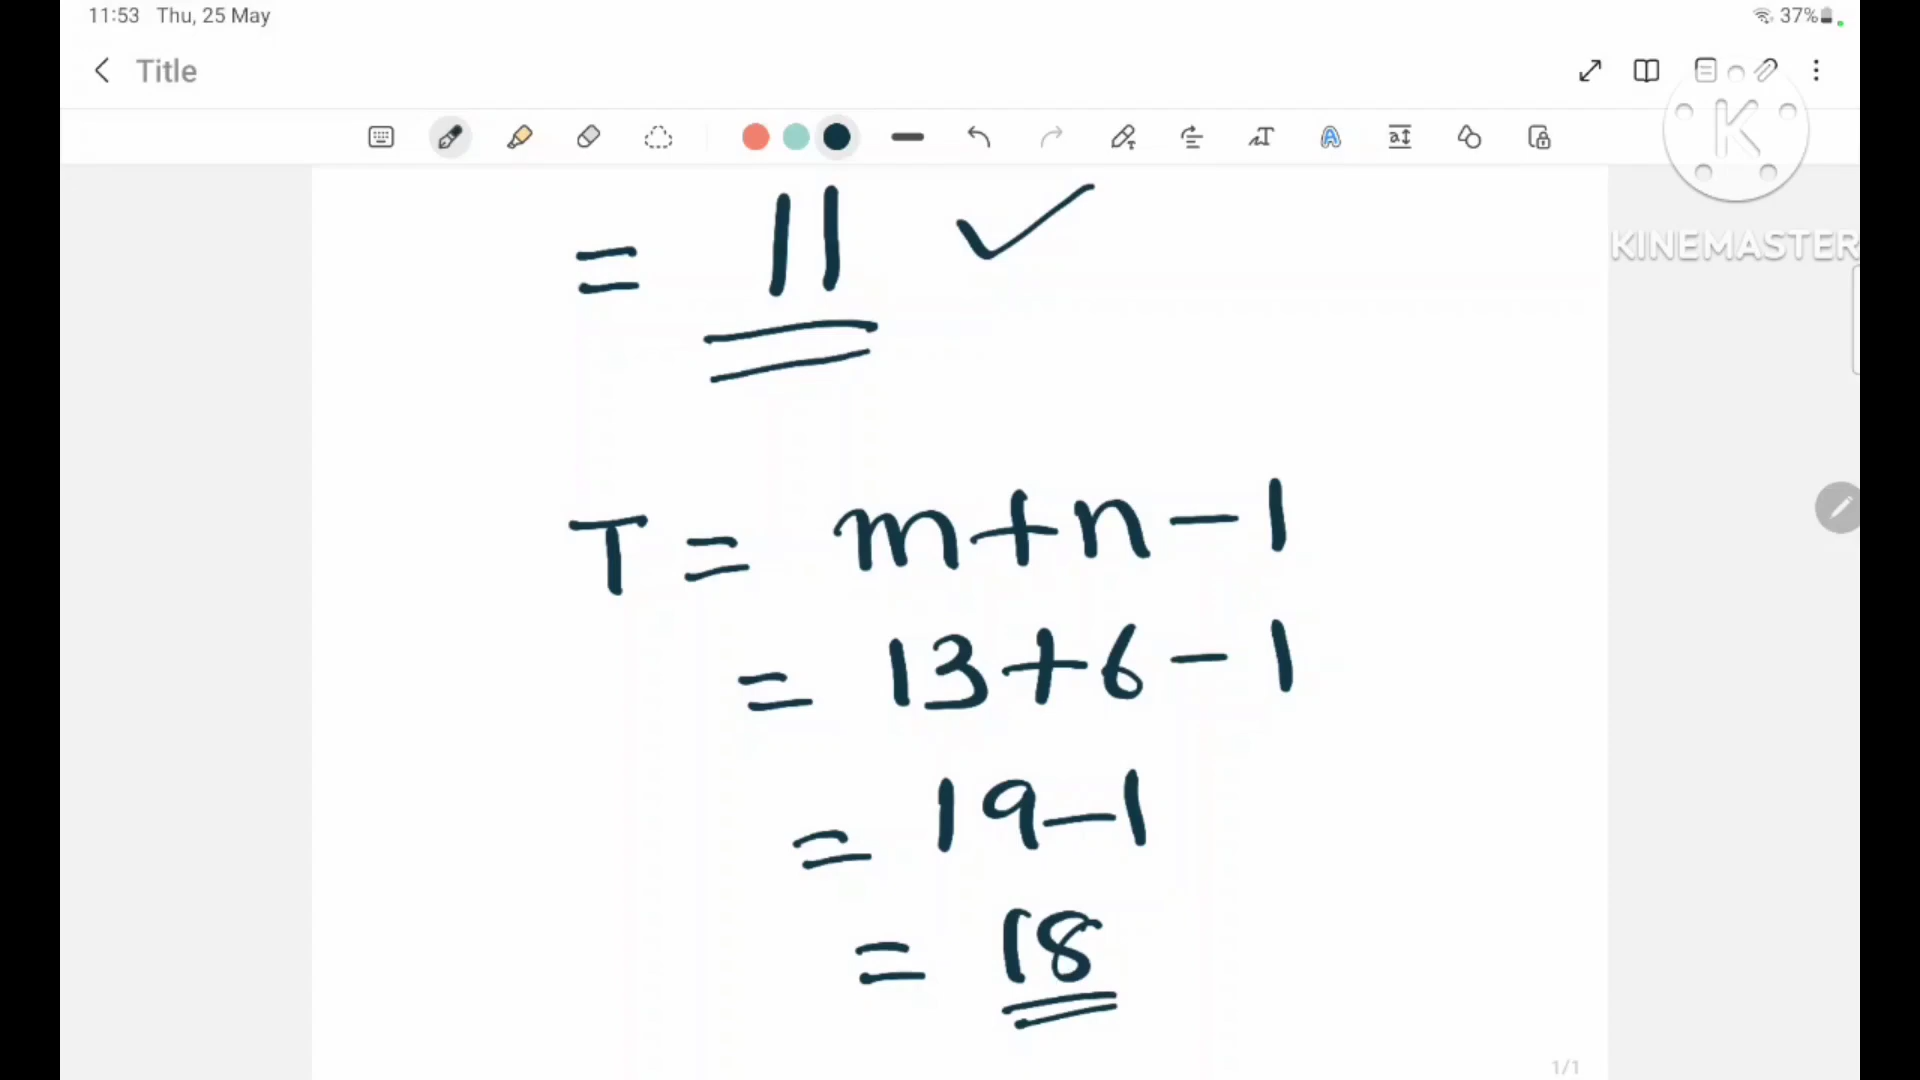 11:53 Thu, 25 May 37%
Title
K
KINEMASTER
= 11 ✓
T = m+n-1
= 13+6-1
= 19-1
= 18
1/1